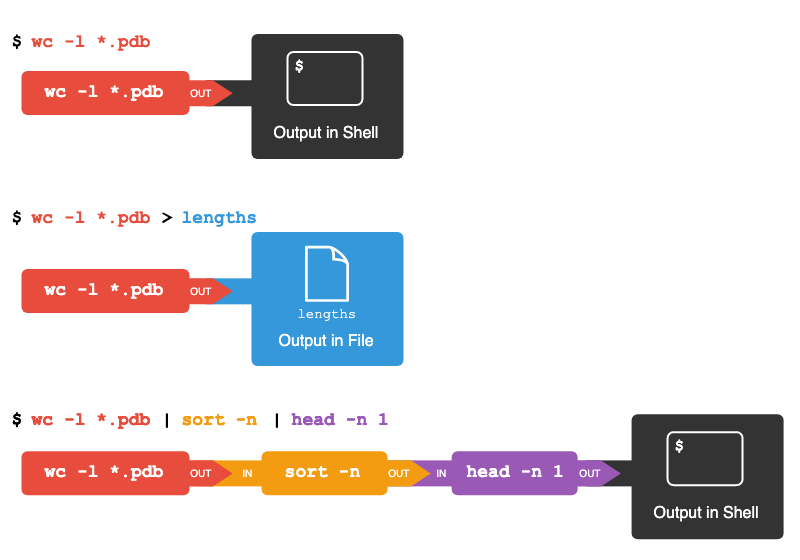 $ wc -l *.pdb
wc -l *.pdb OUT
$
Output in Shell
$ wc -l *.pdb > lengths
wc -l *.pdb OUT
lengths
Output in File
$ wc -l *.pdb | sort -n | head -n 1
wc -l *.pdb OUT IN sort -n OUT IN head -n 1 OUT
$
Output in Shell